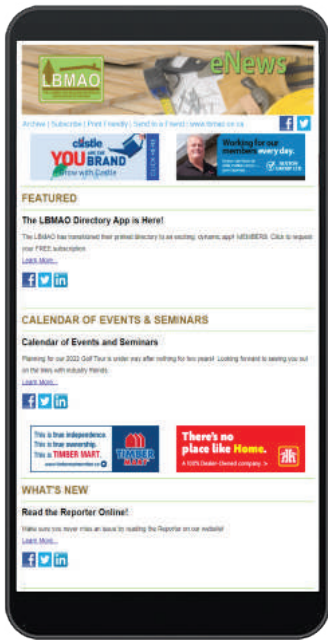 eNews
LBMAO
Archive | Subscribe | Print Friendly | Send to a Friend | www.lbmao.on.ca
castle
YOU ARE THE BRAND
Grow with Castle
CLICK HERE
Working for our
members every day.
FEATURED
The LBMAO Directory App is Here!
The LBMAO has transitioned their printed directory to an exciting, dynamic app! MEMBERS: Click to request
your FREE subscription.
Learn More...
CALENDAR OF EVENTS & SEMINARS
Calendar of Events and Seminars
Planning for our 2022 Golf Tour is under way after nothing for two years! Looking forward to seeing you out
on the links with industry friends.
Learn More...
This is true independence.
This is true ownership.
This is TIMBER MART.
TIMBER
MART
There's no
place like Home.
A 100% Dealer-Owned company. >
WHAT'S NEW
Read the Reporter Online!
Make sure you never miss an issue by reading the Reporter on our website!
Learn More...